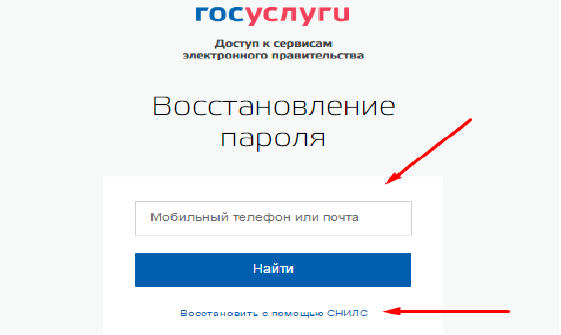 госуслуги
Доступ к сервисам
электронного правительства
Восстановление
пароля
Мобильный телефон или почта
Найти
Восстановить с помощью СНИЛС